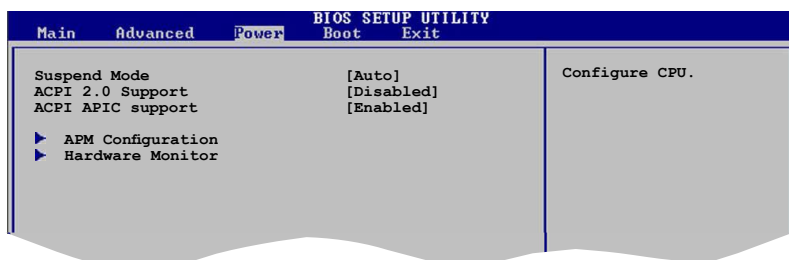 BIOS SETUP UTILITY
Main Advanced Power Boot Exit
Suspend Mode [Auto]
ACPI 2.0 Support [Disabled]
ACPI APIC support [Enabled]
APM Configuration
Hardware Monitor
Configure CPU.